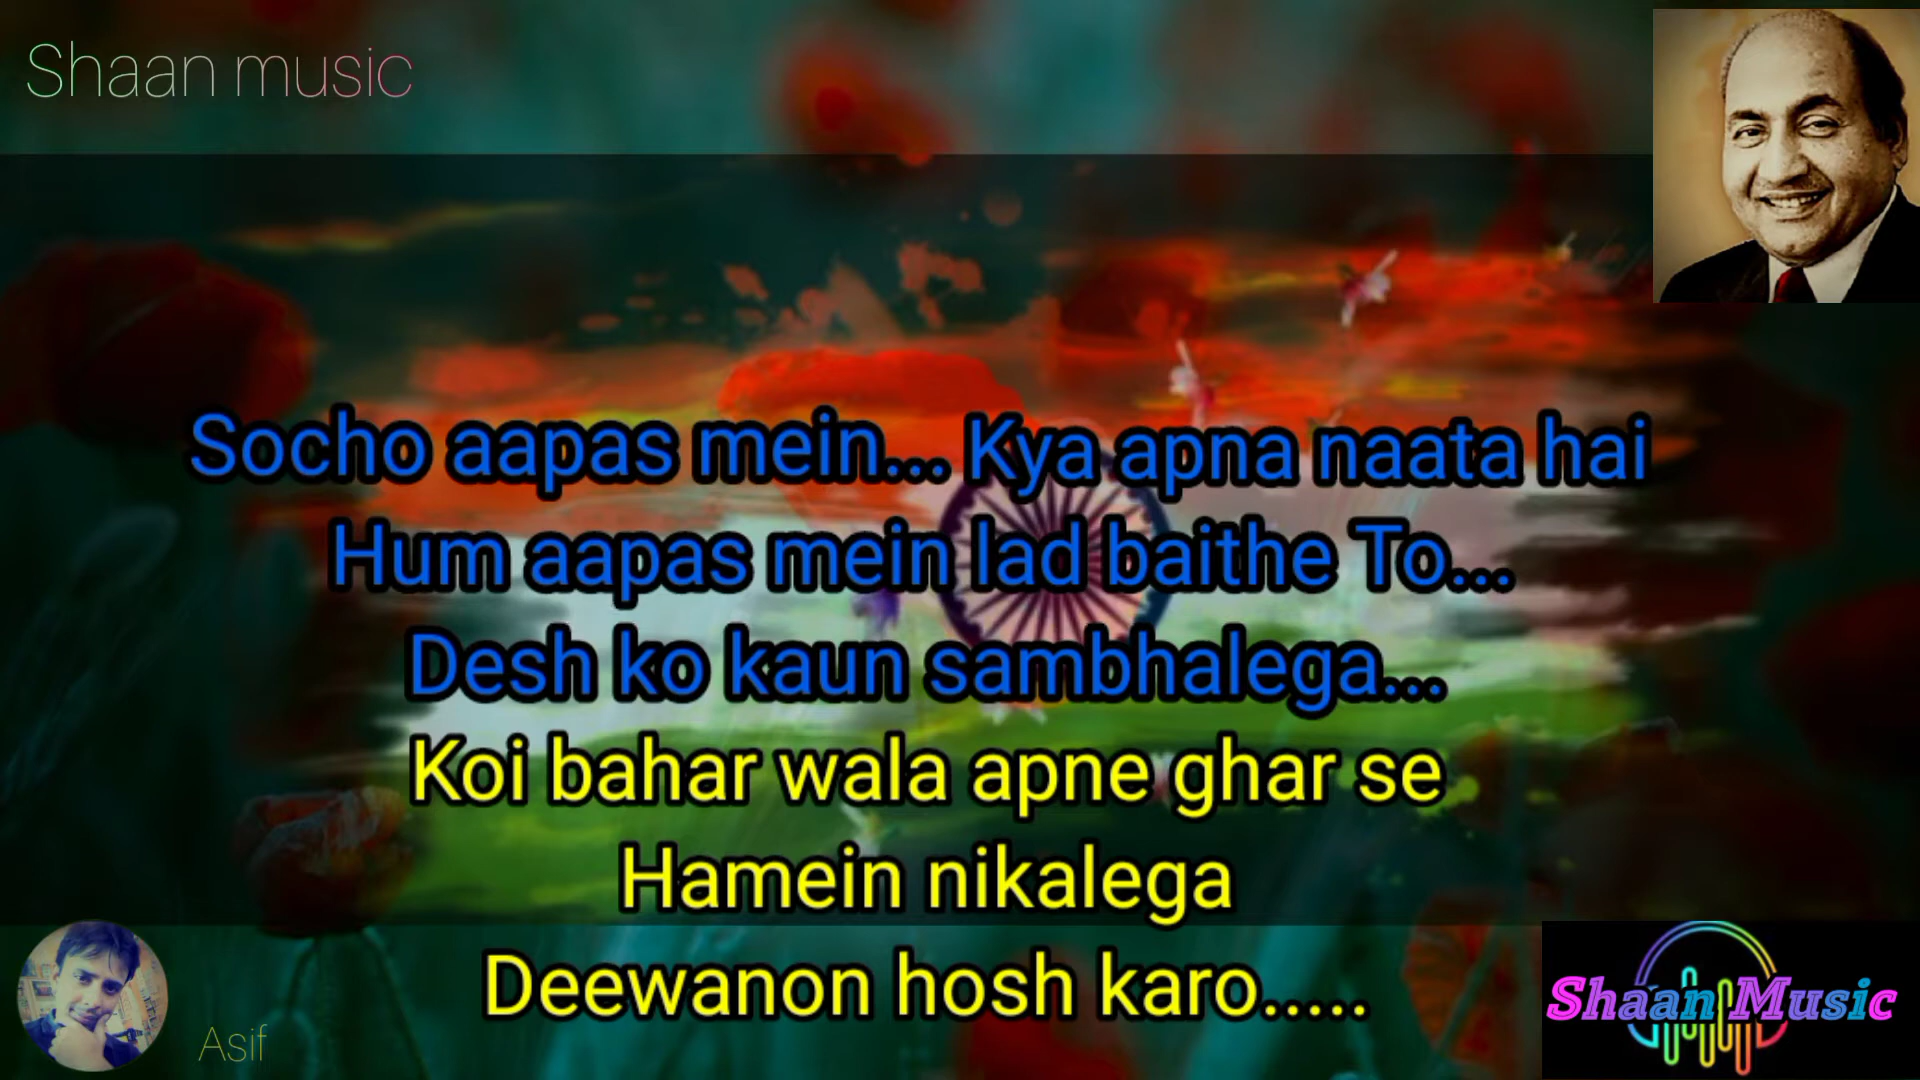 Shaan music
Socho aapas mein... Kya apna naata hai
Hum aapas mein lad baithe To...
Desh ko kaun sambhalega...
Koi bahar wala apne ghar se
Hamein nikalega
Deewanon hosh karo.....
Asif
Shaan Music